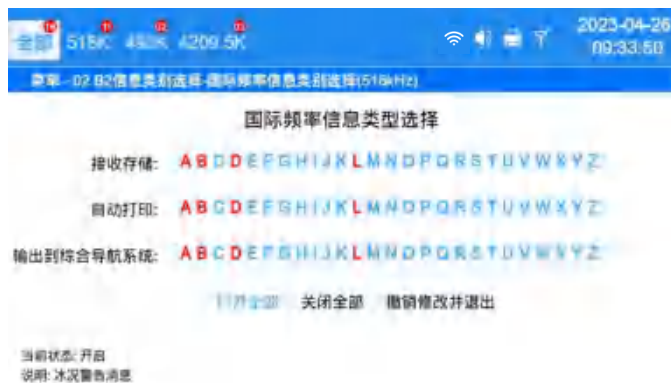 全部 518K 490K 4209.5K
2023-04-26
09:33:50
菜单--02 B2信息类别选择-国际频率信息类别选择(518kHz)
国际频率信息类型选择
接收存储: A B C D E F G H I J K L M N O P Q R S T U V W X Y Z
自动打印: A B C D E F G H I J K L M N O P Q R S T U V W X Y Z
输出到综合导航系统: A B C D E F G H I J K L M N O P Q R S T U V W X Y Z
打开全部 关闭全部 撤销修改并退出
当前状态: 开启
说明: 冰况警告消息